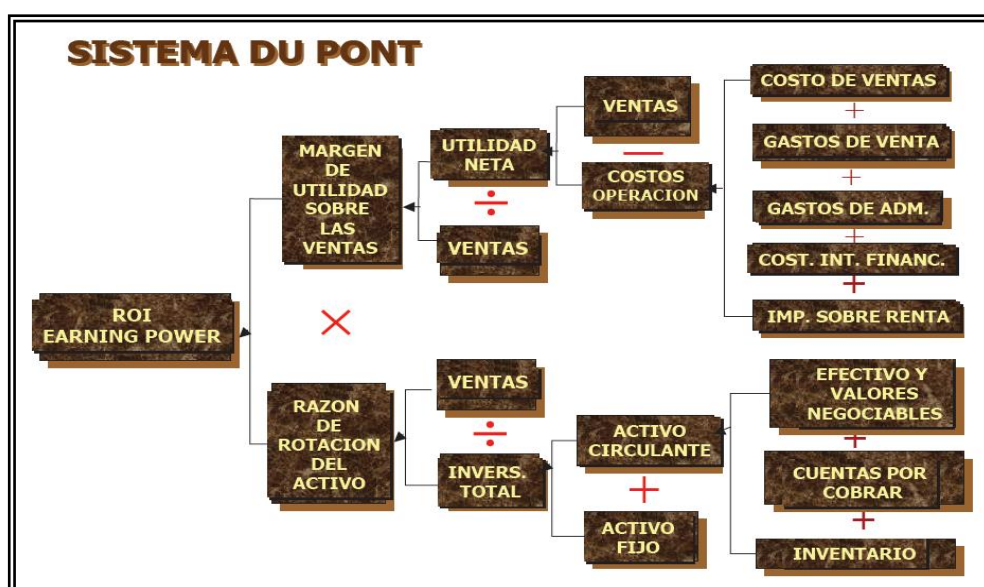 SISTEMA DU PONT
ROI
EARNING POWER
MARGEN
DE
UTILIDAD
SOBRE
LAS
VENTAS
×
RAZON
DE
ROTACION
DEL
ACTIVO
UTILIDAD
NETA
÷
VENTAS
VENTAS
—
COSTOS
OPERACION
COSTO DE VENTAS
+
GASTOS DE VENTA
+
GASTOS DE ADM.
+
COST. INT. FINANC.
+
IMP. SOBRE RENTA
VENTAS
÷
INVERS.
TOTAL
ACTIVO
CIRCULANTE
+
ACTIVO
FIJO
EFECTIVO Y
VALORES
NEGOCIABLES
+
CUENTAS POR
COBRAR
+
INVENTARIO